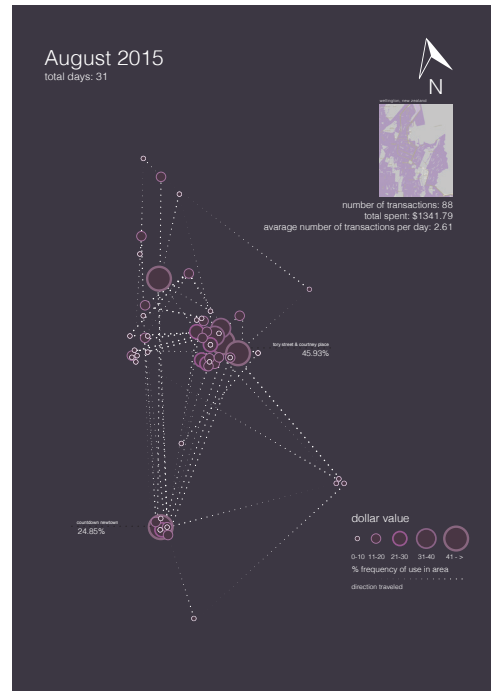 August 2015
total days: 31
N
wellington, new zealand
number of transactions: 88
total spent: $1341.79
avarage number of transactions per day: 2.61
tory street & courtney place
45.93%
countdown newtown
24.85%
dollar value
0-10 11-20 21-30 31-40 41 - >
% frequency of use in area
direction traveled